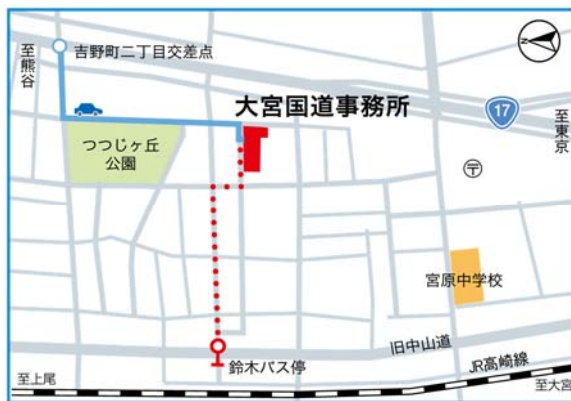 吉野町二丁目交差点
至熊谷
大宮国道事務所
17
至東京
つつじヶ丘
公園
〒
宮原中学校
旧中山道
鈴木バス停
JR高崎線
至上尾
至大宮